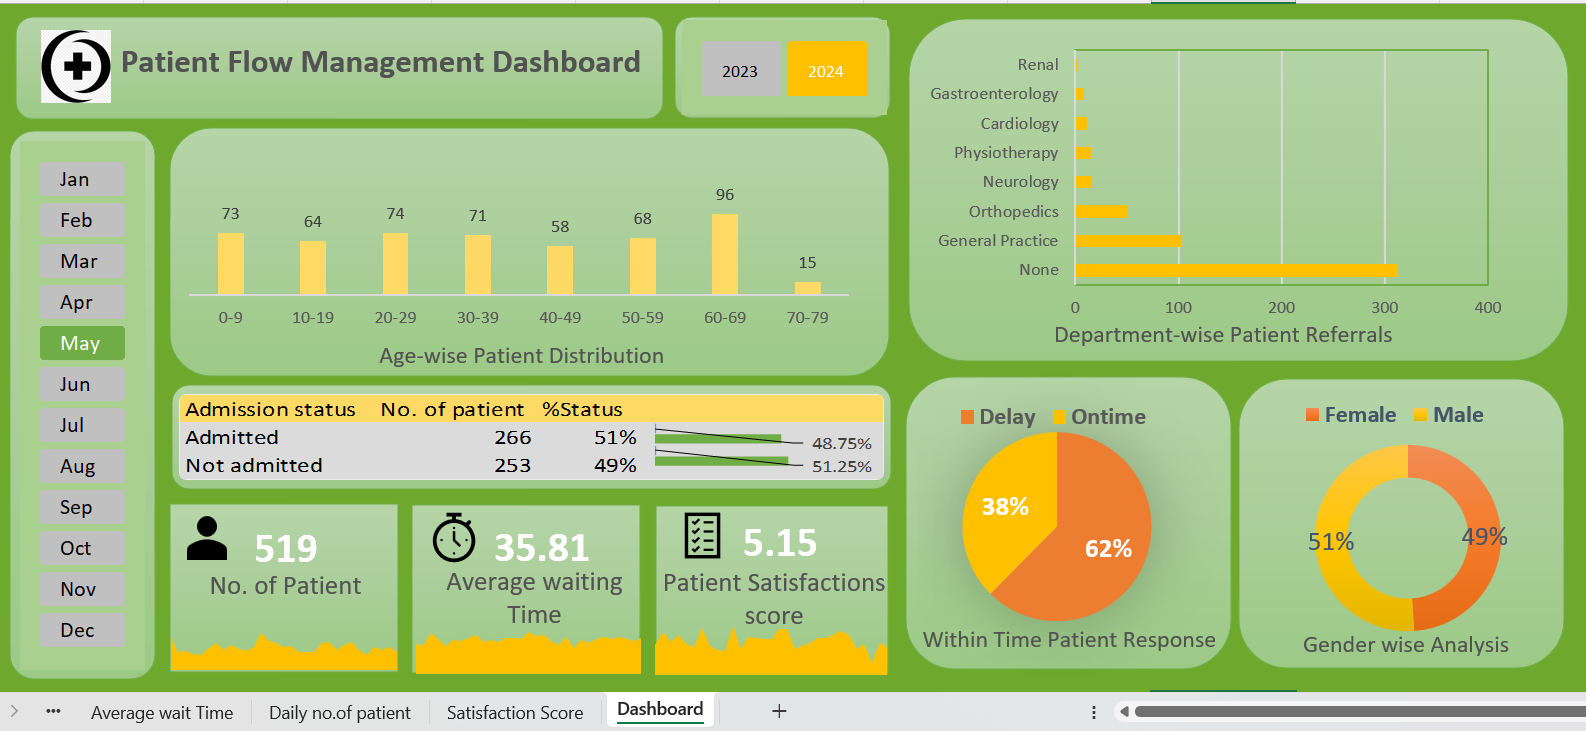 Patient Flow Management Dashboard
2023
2024
Jan
Feb
Mar
Apr
May
Jun
Jul
Aug
Sep
Oct
Nov
Dec
73 64 74 71 58 68 96 15
0-9 10-19 20-29 30-39 40-49 50-59 60-69 70-79
Age-wise Patient Distribution
Renal
Gastroenterology
Cardiology
Physiotherapy
Neurology
Orthopedics
General Practice
None
0 100 200 300 400
Department-wise Patient Referrals
Admission status No. of patient %Status
Admitted 266 51% 48.75%
Not admitted 253 49% 51.25%
519
No. of Patient
35.81
Average waiting
Time
5.15
Patient Satisfactions
score
Delay Ontime
38%
62%
Within Time Patient Response
Female Male
51% 49%
Gender wise Analysis
Average wait Time Daily no.of patient Satisfaction Score Dashboard